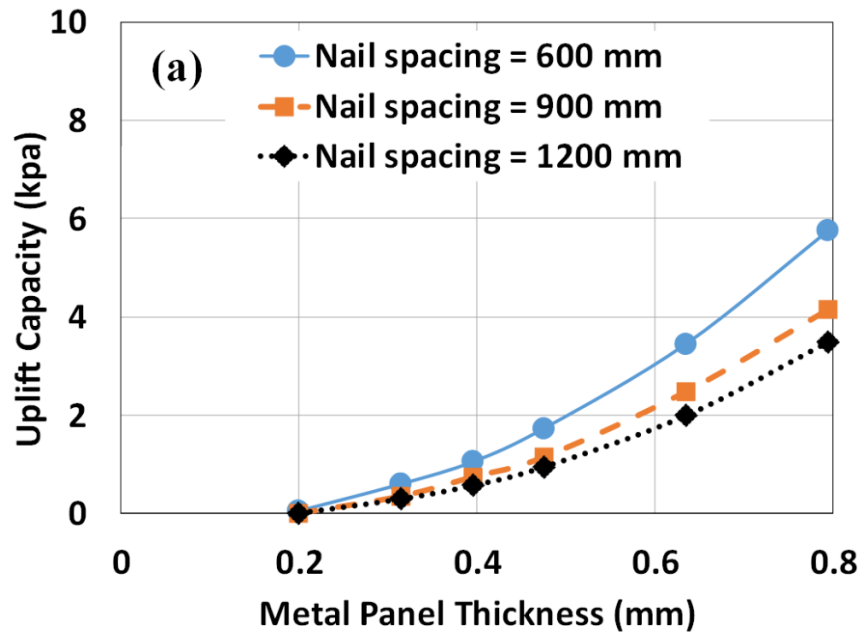 (a)
Nail spacing = 600 mm
Nail spacing = 900 mm
Nail spacing = 1200 mm
Uplift Capacity (kpa)
10
8
6
4
2
0
0 0.2 0.4 0.6 0.8
Metal Panel Thickness (mm)